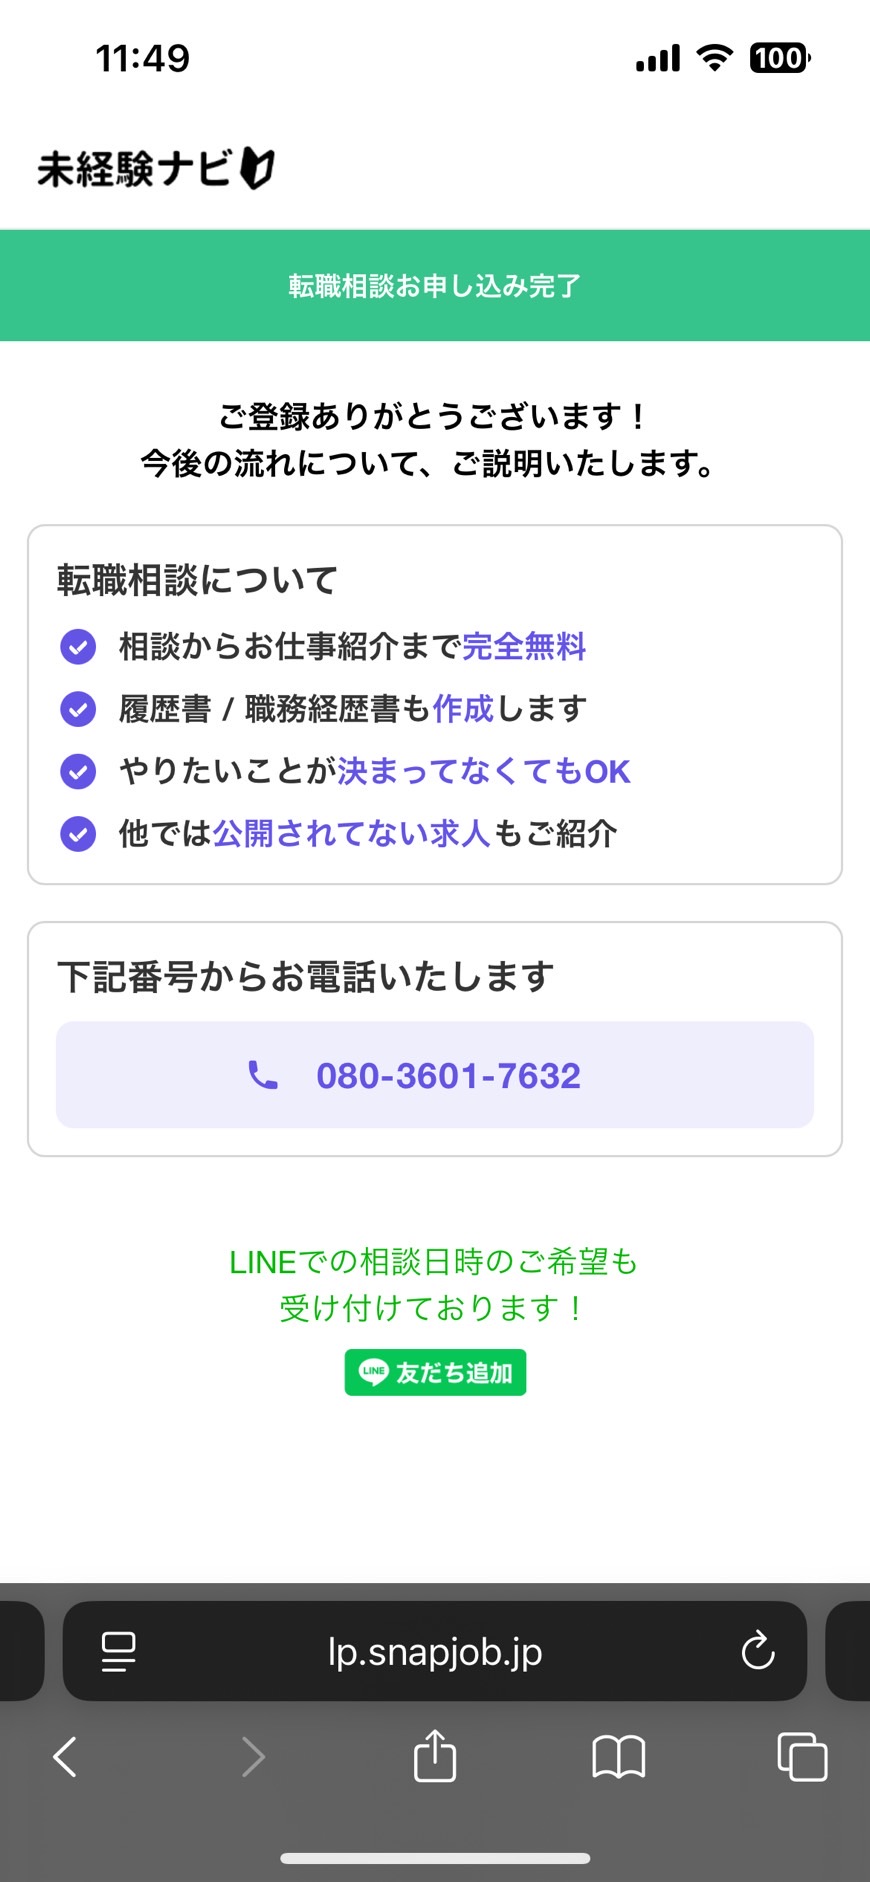 11:49
100
未経験ナビ
転職相談お申し込み完了
ご登録ありがとうございます！
今後の流れについて、ご説明いたします。
転職相談について
相談からお仕事紹介まで完全無料
履歴書 / 職務経歴書も作成します
やりたいことが決まってなくてもOK
他では公開されてない求人もご紹介
下記番号からお電話いたします
080-3601-7632
LINEでの相談日時のご希望も
受け付けております！
LINE 友だち追加
lp.snapjob.jp